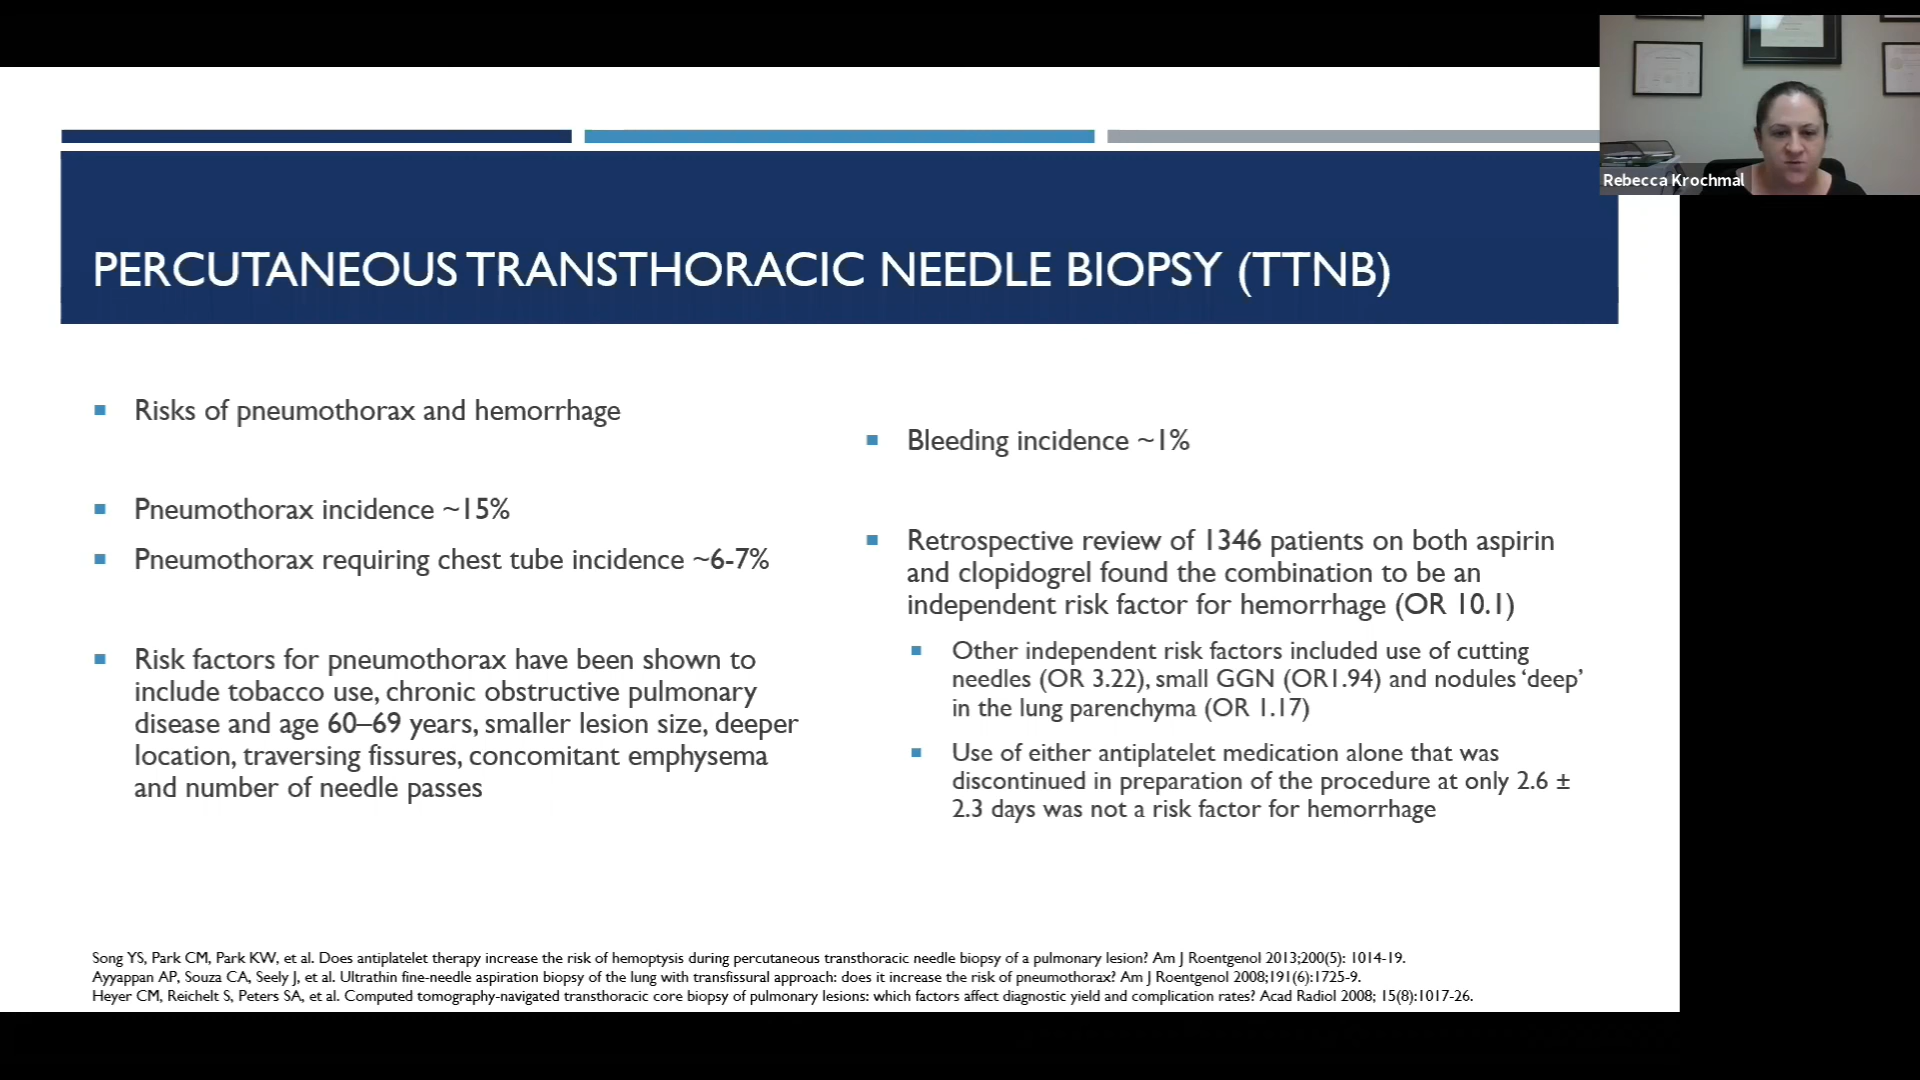 Rebecca Krochmal
PERCUTANEOUS TRANSTHORACIC NEEDLE BIOPSY (TTNB)
Risks of pneumothorax and hemorrhage
Pneumothorax incidence ~15%
Pneumothorax requiring chest tube incidence ~6-7%
Risk factors for pneumothorax have been shown to
include tobacco use, chronic obstructive pulmonary
disease and age 60–69 years, smaller lesion size, deeper
location, traversing fissures, concomitant emphysema
and number of needle passes
Bleeding incidence ~1%
Retrospective review of 1346 patients on both aspirin
and clopidogrel found the combination to be an
independent risk factor for hemorrhage (OR 10.1)
Other independent risk factors included use of cutting
needles (OR 3.22), small GGN (OR1.94) and nodules ‘deep’
in the lung parenchyma (OR 1.17)
Use of either antiplatelet medication alone that was
discontinued in preparation of the procedure at only 2.6 ±
2.3 days was not a risk factor for hemorrhage
Song YS, Park CM, Park KW, et al. Does antiplatelet therapy increase the risk of hemoptysis during percutaneous transthoracic needle biopsy of a pulmonary lesion? Am J Roentgenol 2013;200(5): 1014-19.
Ayyappan AP, Souza CA, Seely J, et al. Ultrathin fine-needle aspiration biopsy of the lung with transfissural approach: does it increase the risk of pneumothorax? Am J Roentgenol 2008;191(6):1725-9.
Heyer CM, Reichelt S, Peters SA, et al. Computed tomography-navigated transthoracic core biopsy of pulmonary lesions: which factors affect diagnostic yield and complication rates? Acad Radiol 2008; 15(8):1017-26.